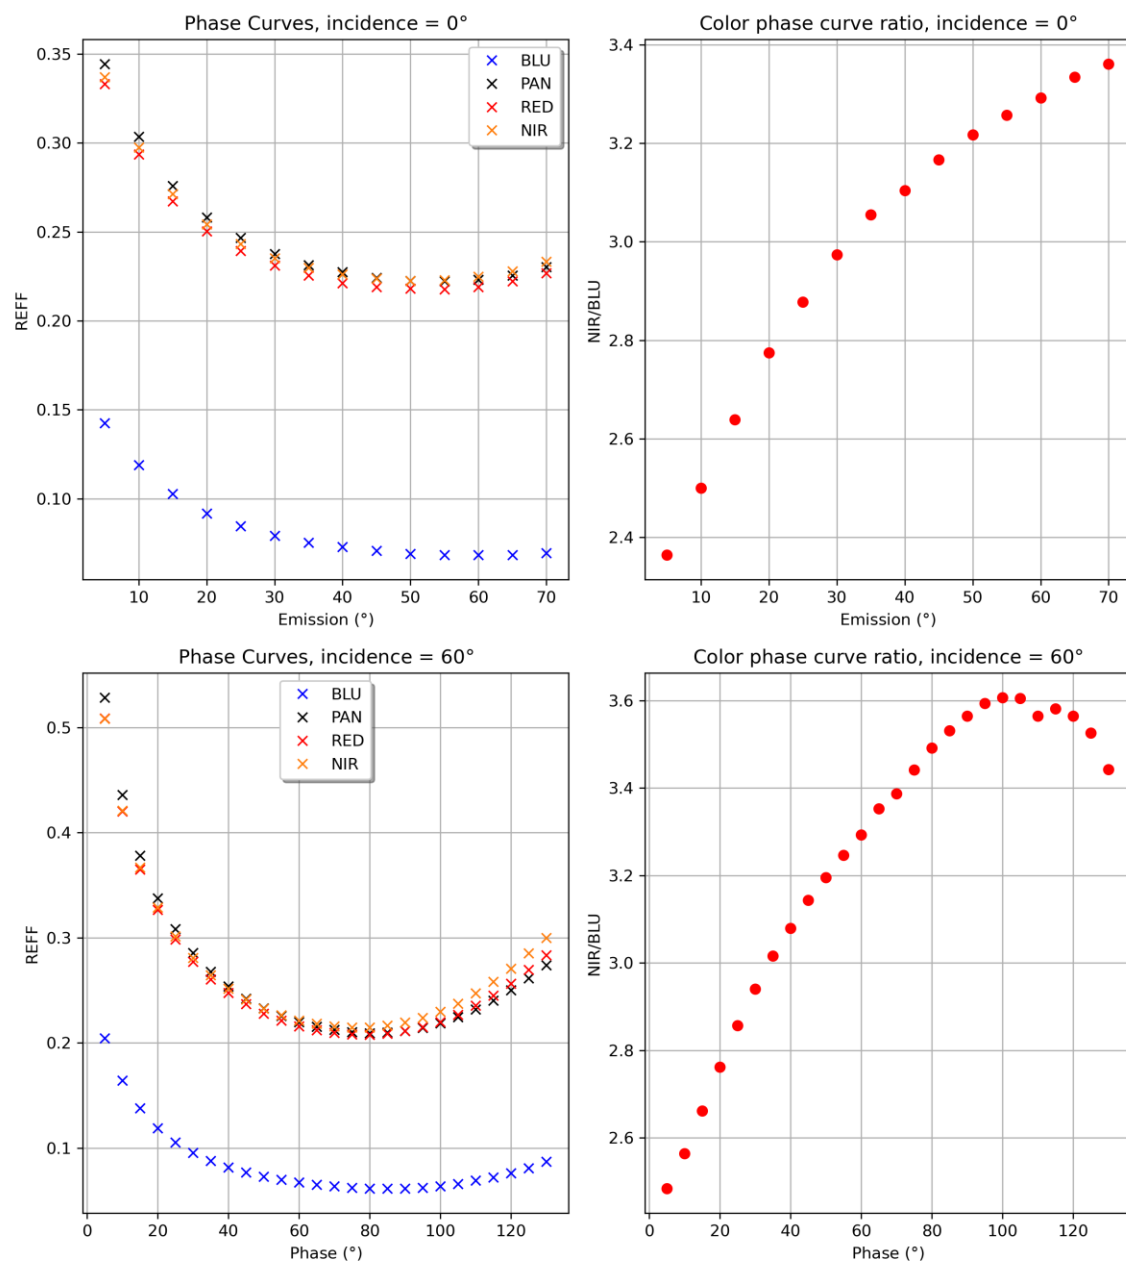 Phase Curves, incidence = 0°
0.35
0.30
0.25
0.20
0.15
0.10
REFF
BLU
PAN
RED
NIR
10 20 30 40 50 60 70
Emission (°)
Color phase curve ratio, incidence = 0°
3.4
3.2
3.0
2.8
2.6
2.4
NIR/BLU
10 20 30 40 50 60 70
Emission (°)
Phase Curves, incidence = 60°
0.5
0.4
0.3
0.2
0.1
REFF
BLU
PAN
RED
NIR
0 20 40 60 80 100 120
Phase (°)
Color phase curve ratio, incidence = 60°
3.6
3.4
3.2
3.0
2.8
2.6
NIR/BLU
0 20 40 60 80 100 120
Phase (°)